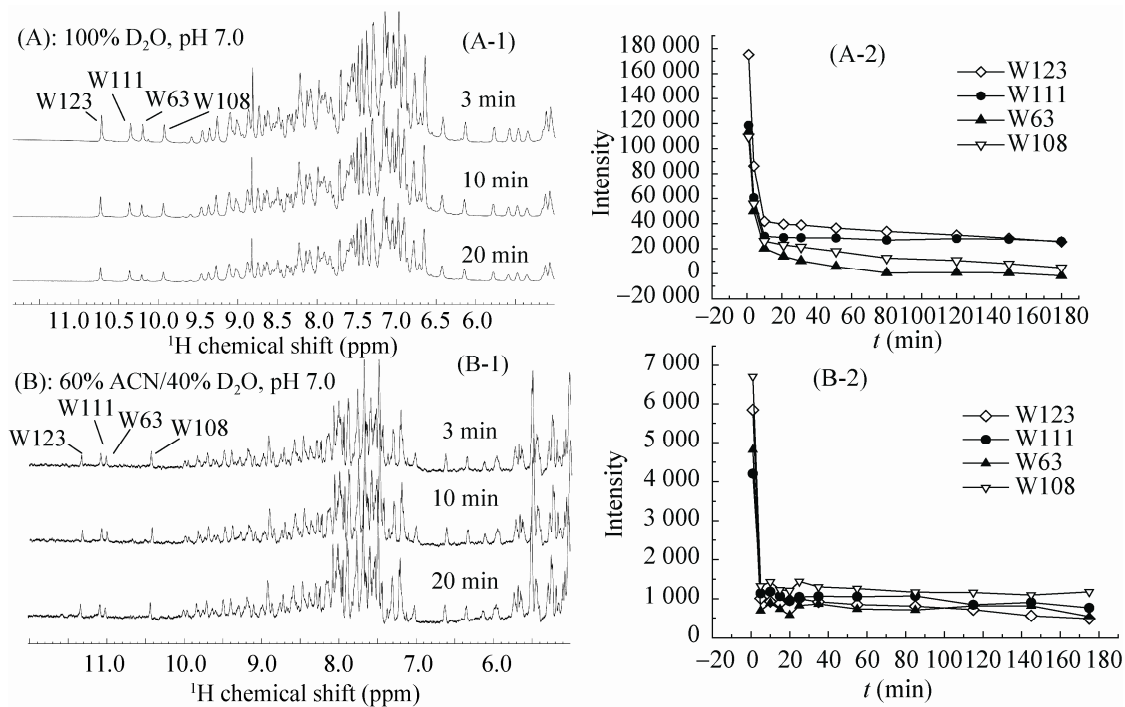 (A): 100% D₂O, pH 7.0
(A-1)
W123
W111
W63
W108
3 min
10 min
20 min
11.0 10.5 10.0 9.5 9.0 8.5 8.0 7.5 7.0 6.5 6.0
¹H chemical shift (ppm)
(A-2)
W123
W111
W63
W108
Intensity
180 000
160 000
140 000
120 000
100 000
80 000
60 000
40 000
20 000
0
−20 000
−20 0 20 40 60 80 100 120 140 160 180
t (min)
(B): 60% ACN/40% D₂O, pH 7.0
(B-1)
W123
W111
W63
W108
3 min
10 min
20 min
11.0 10.0 9.0 8.0 7.0 6.0
¹H chemical shift (ppm)
(B-2)
W123
W111
W63
W108
Intensity
7 000
6 000
5 000
4 000
3 000
2 000
1 000
0
−20 0 20 40 60 80 100 120 140 160 180
t (min)